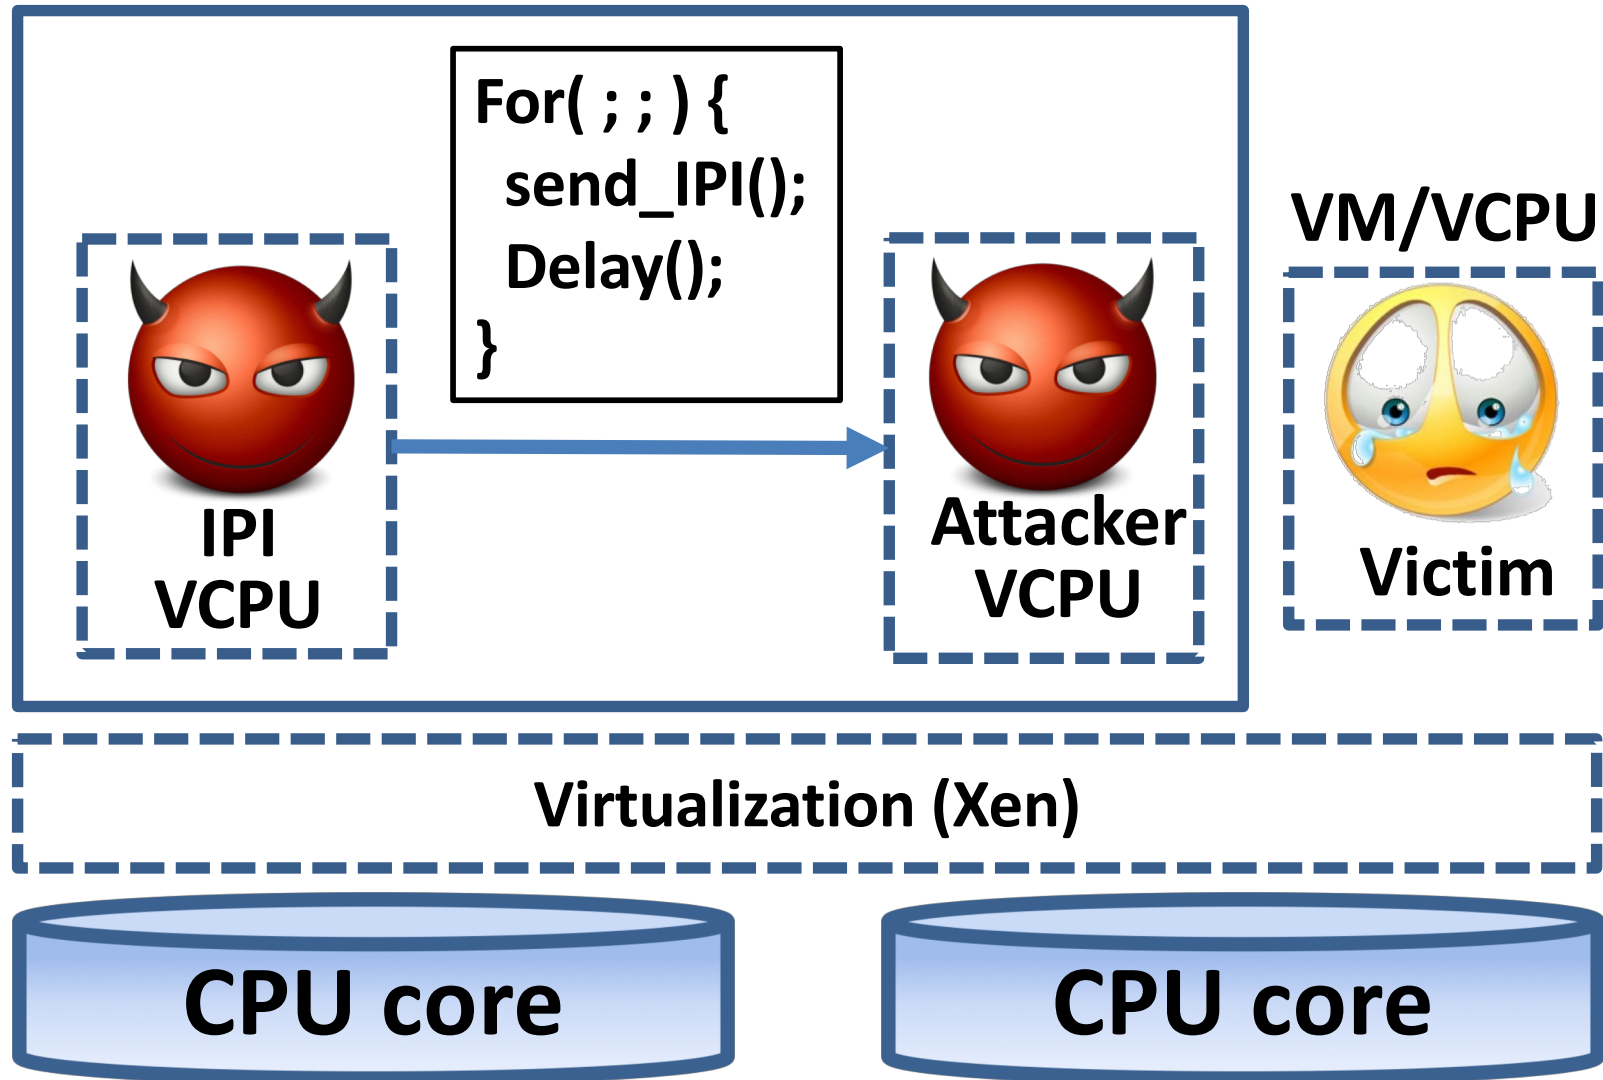 For( ; ; ) {
send_IPI();
Delay();
}
VM/VCPU
IPI
VCPU
Attacker
VCPU
Victim
Virtualization (Xen)
CPU core
CPU core